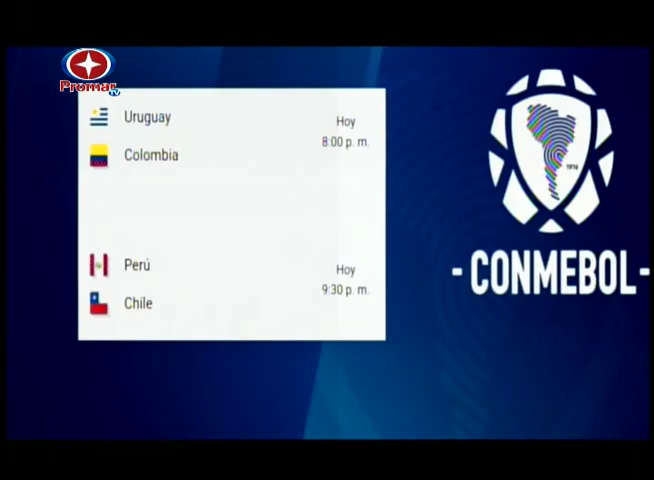 Promar
TV
Uruguay
Hoy
8:00 p. m.
Colombia
Perú
Hoy
9:30 p. m.
Chile
1916
- CONMEBOL -